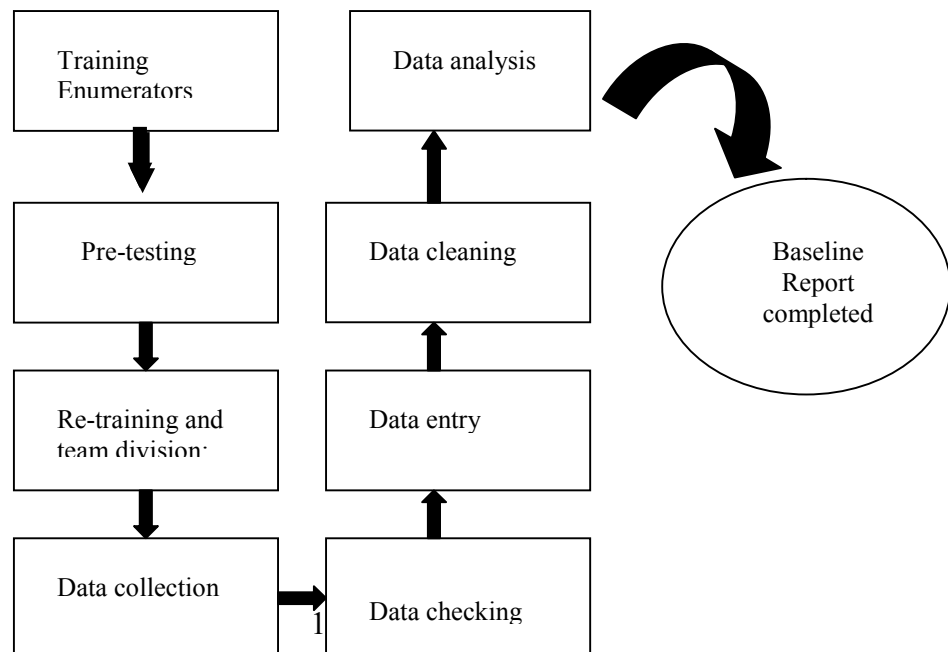 Training
Enumerators
Pre-testing
Re-training and
team division:
Data collection
1
Data checking
Data entry
Data cleaning
Data analysis
Baseline
Report
completed